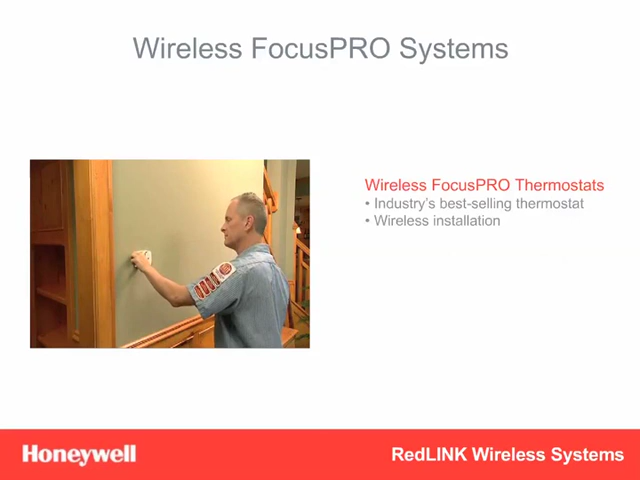 Wireless FocusPRO Systems
Wireless FocusPRO Thermostats
• Industry's best-selling thermostat
• Wireless installation
Honeywell
RedLINK Wireless Systems